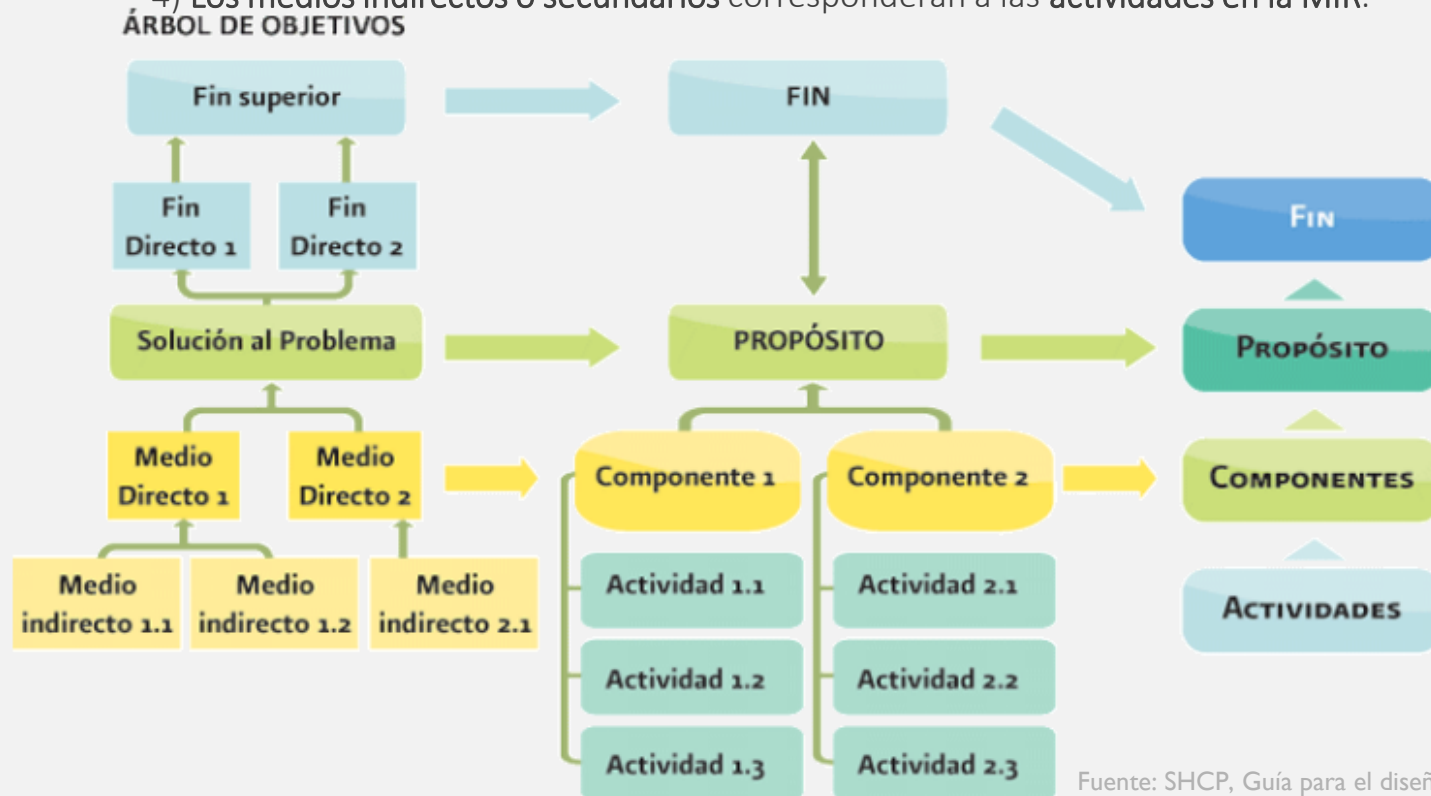 4) Los medios indirectos o secundarios corresponderán a las actividades en la MIR.
ÁRBOL DE OBJETIVOS
Fin superior
FIN
Fin
Directo 1
Fin
Directo 2
FIN
Solución al Problema
PROPÓSITO
PROPÓSITO
Medio
Directo 1
Medio
Directo 2
Componente 1
Componente 2
COMPONENTES
Medio
indirecto 1.1
Medio
indirecto 1.2
Medio
indirecto 2.1
Actividad 1.1
Actividad 2.1
ACTIVIDADES
Actividad 1.2
Actividad 2.2
Actividad 1.3
Actividad 2.3
Fuente: SHCP, Guía para el diseñ